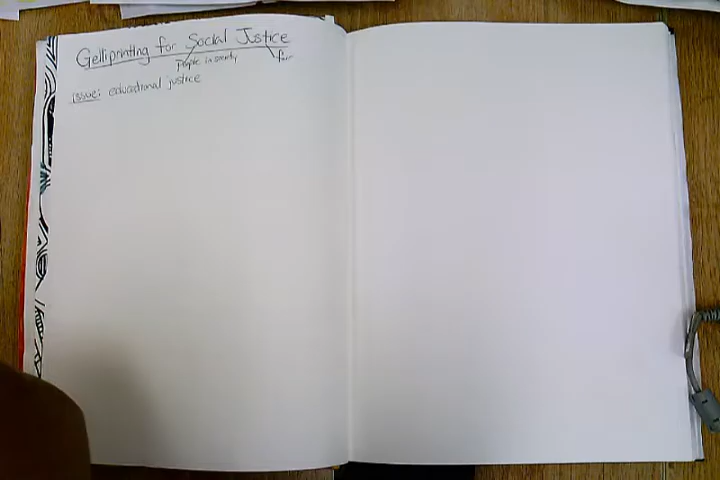 Gelliprinting for Social Justice
people in society fair
issue: educational justice